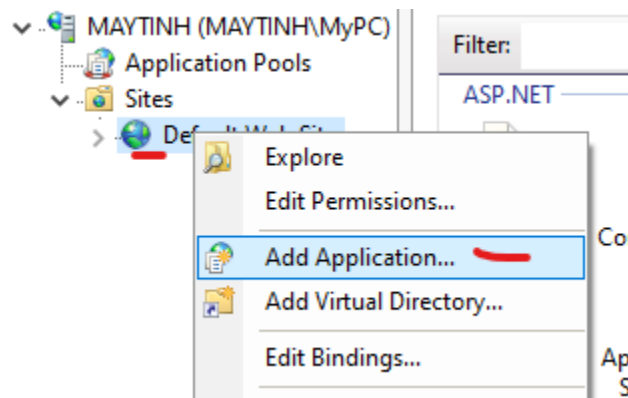 MAYTINH (MAYTINH\MyPC)
Application Pools
Sites
Filter:
ASP.NET
Explore
Edit Permissions...
Add Application...
Add Virtual Directory...
Edit Bindings...